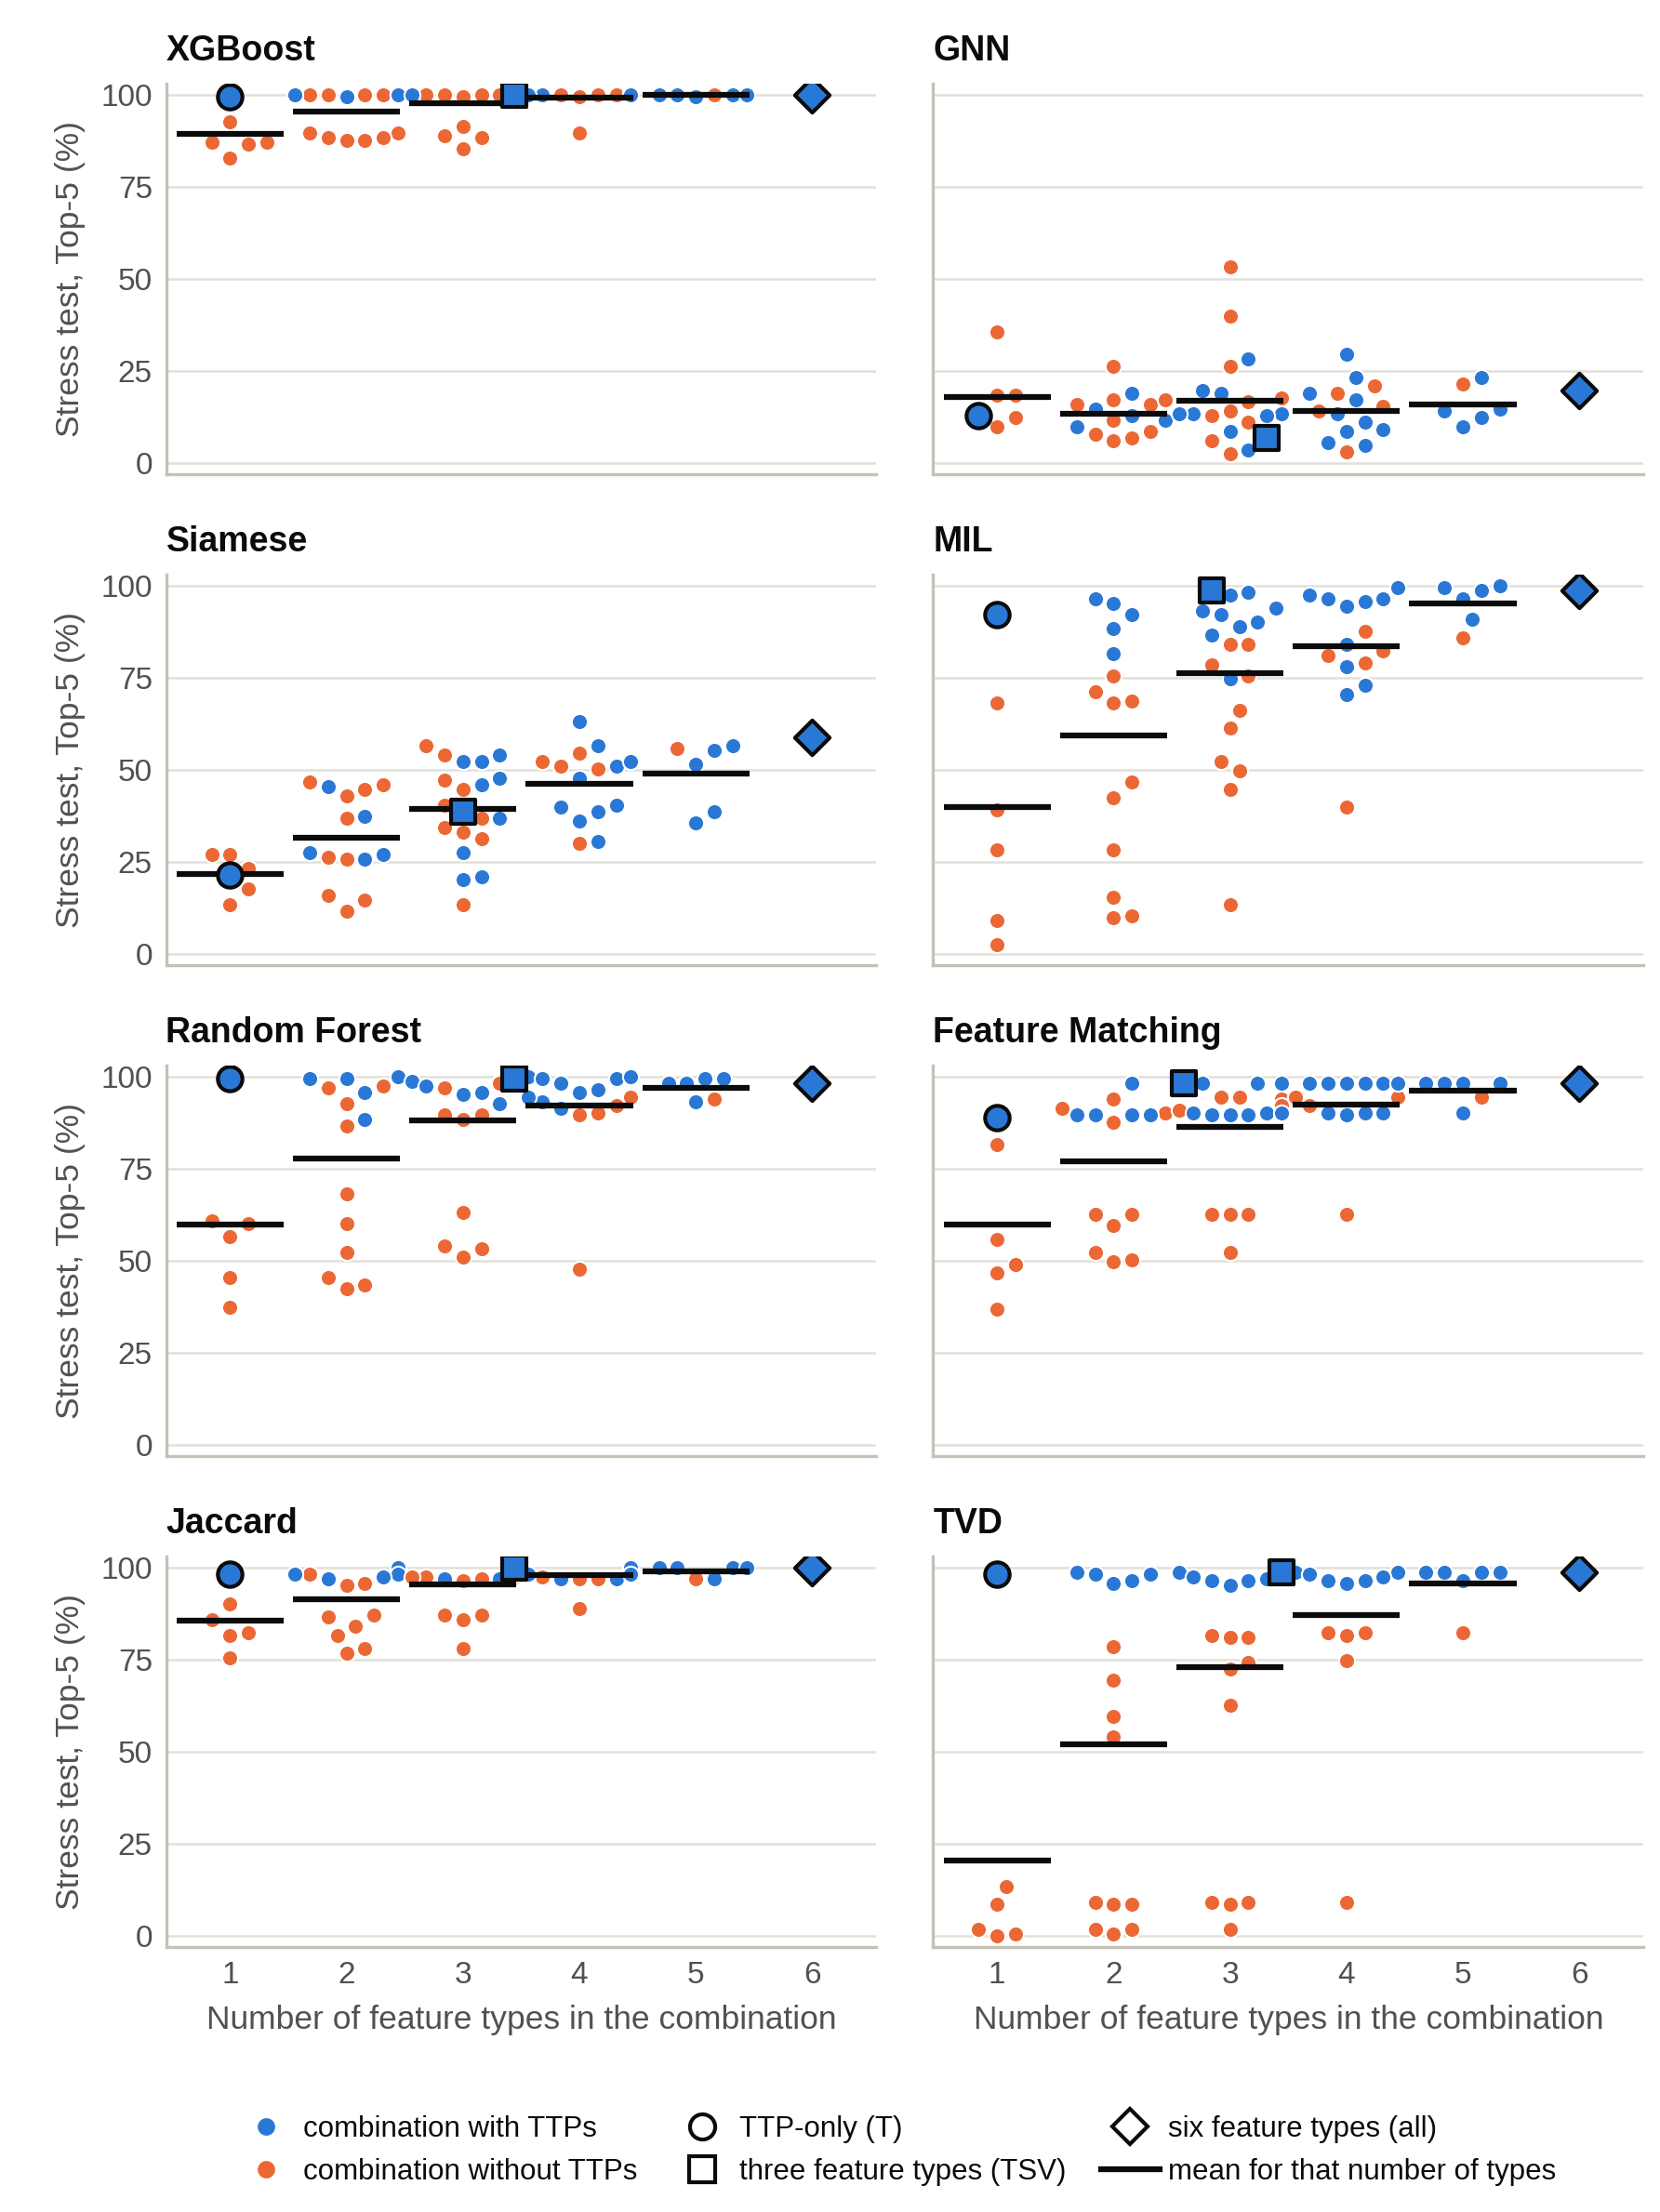 XGBoost
GNN
Stress test, Top-5 (%)
100
75
50
25
0
Siamese
MIL
Stress test, Top-5 (%)
100
75
50
25
0
Random Forest
Feature Matching
Stress test, Top-5 (%)
100
75
50
25
0
Jaccard
TVD
Stress test, Top-5 (%)
100
75
50
25
0
1 2 3 4 5 6
1 2 3 4 5 6
Number of feature types in the combination
Number of feature types in the combination
combination with TTPs
TTP-only (T)
six feature types (all)
combination without TTPs
three feature types (TSV)
mean for that number of types